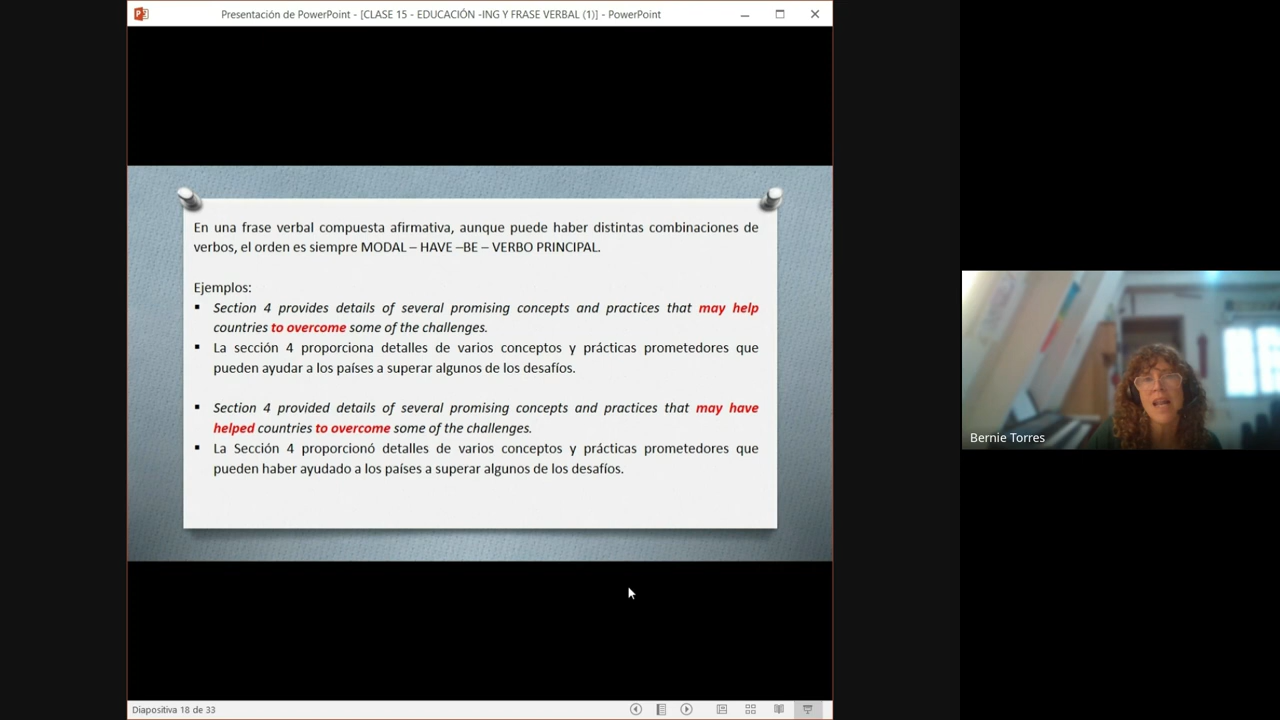 Presentación de PowerPoint - [CLASE 15 - EDUCACIÓN -ING Y FRASE VERBAL (1)] - PowerPoint
En una frase verbal compuesta afirmativa, aunque puede haber distintas combinaciones de
verbos, el orden es siempre MODAL – HAVE –BE – VERBO PRINCIPAL.
Ejemplos:
▪ Section 4 provides details of several promising concepts and practices that may help
countries to overcome some of the challenges.
▪ La sección 4 proporciona detalles de varios conceptos y prácticas prometedores que
pueden ayudar a los países a superar algunos de los desafíos.
▪ Section 4 provided details of several promising concepts and practices that may have
helped countries to overcome some of the challenges.
▪ La Sección 4 proporcionó detalles de varios conceptos y prácticas prometedores que
pueden haber ayudado a los países a superar algunos de los desafíos.
Bernie Torres
Diapositiva 18 de 33